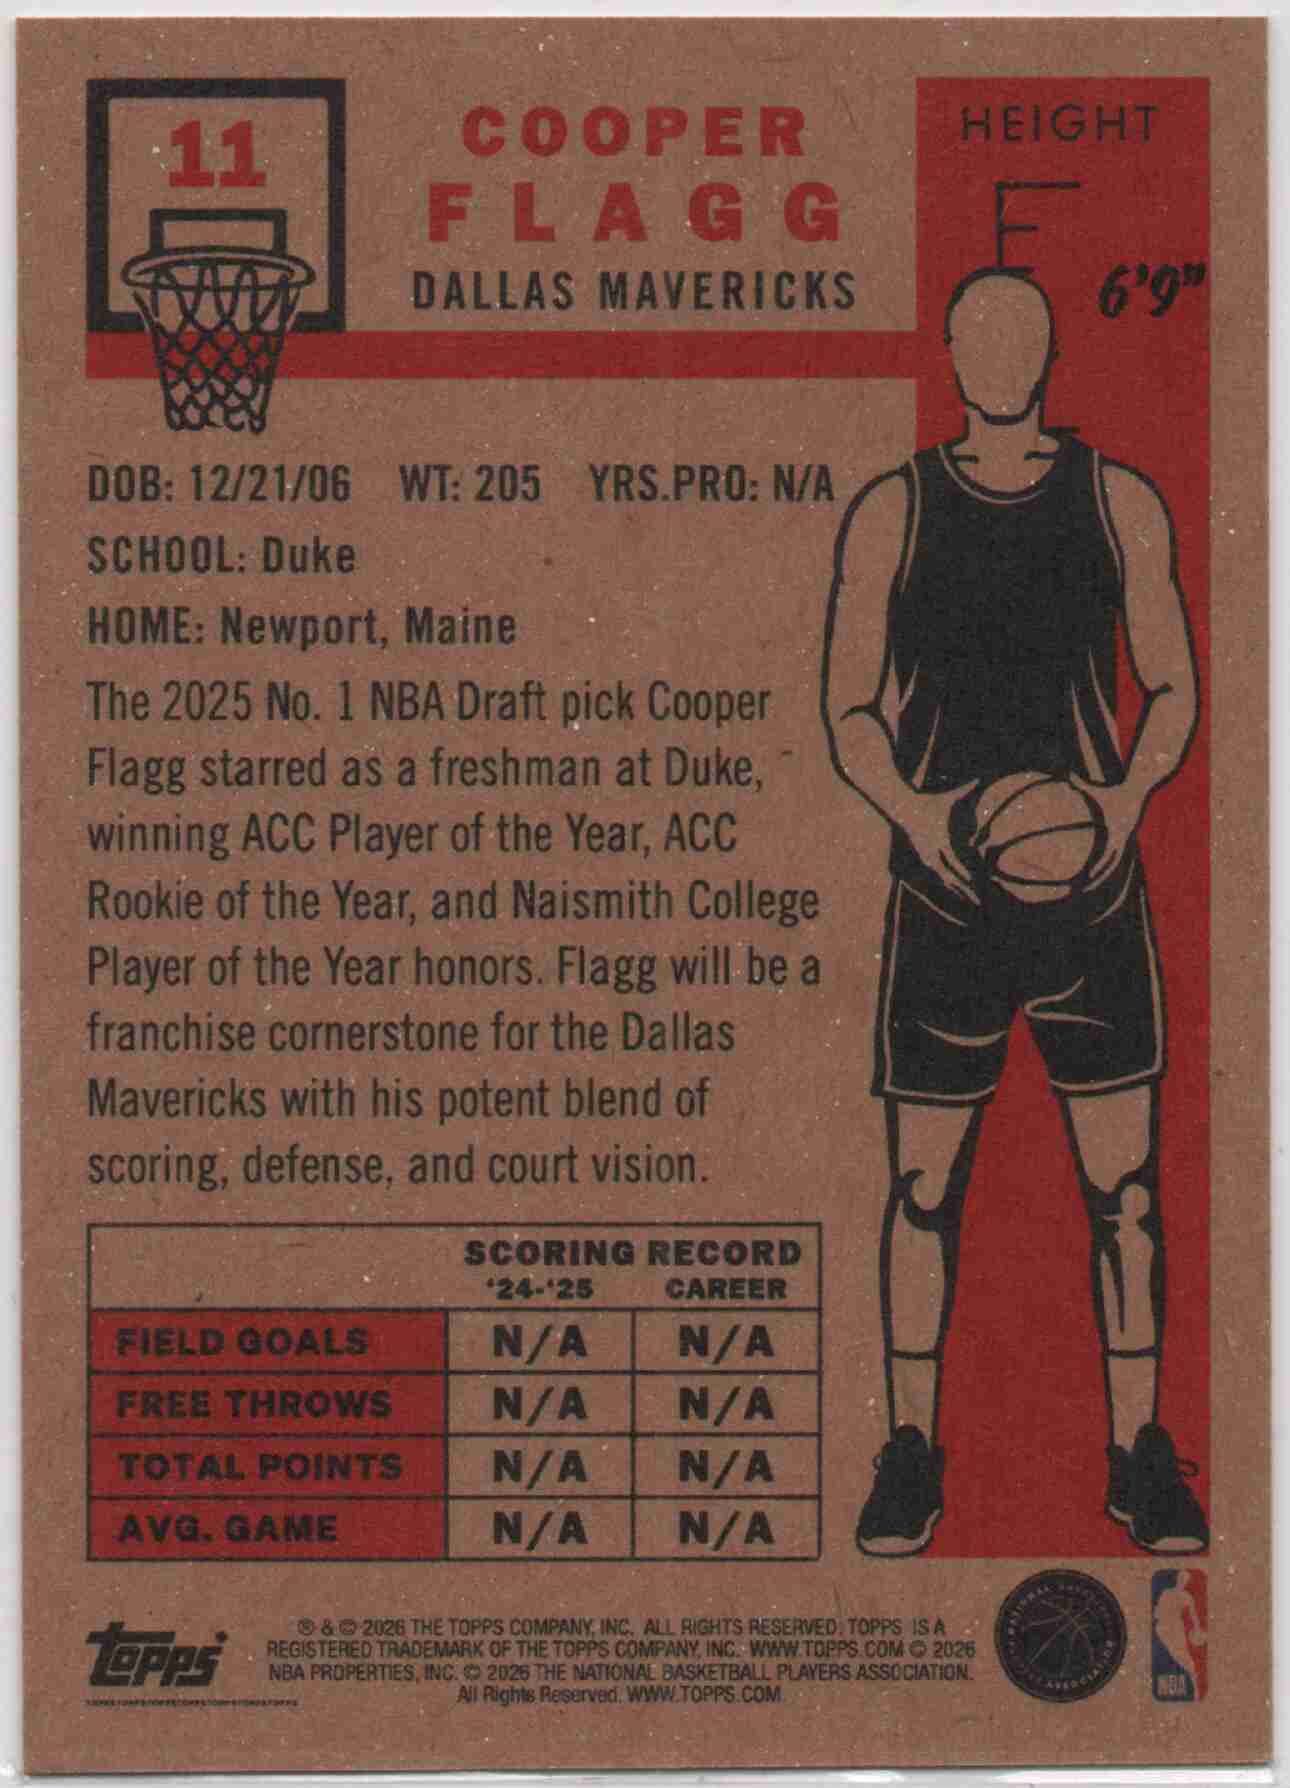 11
COOPER
FLAGG
DALLAS MAVERICKS
HEIGHT
6'9"
DOB: 12/21/06 WT: 205 YRS.PRO: N/A
SCHOOL: Duke
HOME: Newport, Maine
The 2025 No. 1 NBA Draft pick Cooper
Flagg starred as a freshman at Duke,
winning ACC Player of the Year, ACC
Rookie of the Year, and Naismith College
Player of the Year honors. Flagg will be a
franchise cornerstone for the Dallas
Mavericks with his potent blend of
scoring, defense, and court vision.
SCORING RECORD
'24-'25 CAREER
FIELD GOALS N/A N/A
FREE THROWS N/A N/A
TOTAL POINTS N/A N/A
AVG. GAME N/A N/A
topps
® & © 2026 THE TOPPS COMPANY, INC. ALL RIGHTS RESERVED. TOPPS IS A
REGISTERED TRADEMARK OF THE TOPPS COMPANY, INC. WWW.TOPPS.COM © 2026
NBA PROPERTIES, INC. © 2026 THE NATIONAL BASKETBALL PLAYERS ASSOCIATION.
All Rights Reserved. WWW.TOPPS.COM
NBA